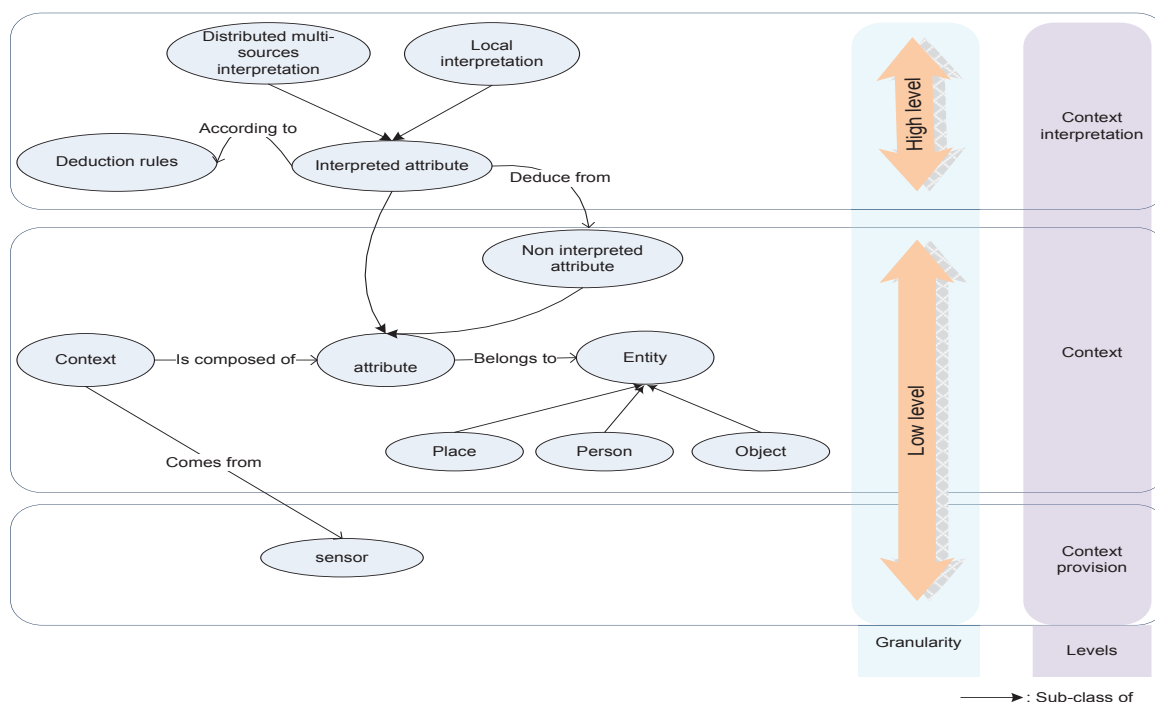 Distributed multi-
sources
interpretation
Local
interpretation
According to
Deduction rules
Interpreted attribute
Deduce from
High level
Context
interpretation
Non interpreted
attribute
Context
Is composed of
attribute
Belongs to
Entity
Place
Person
Object
Comes from
Low level
Context
sensor
Context
provision
Granularity
Levels
: Sub-class of